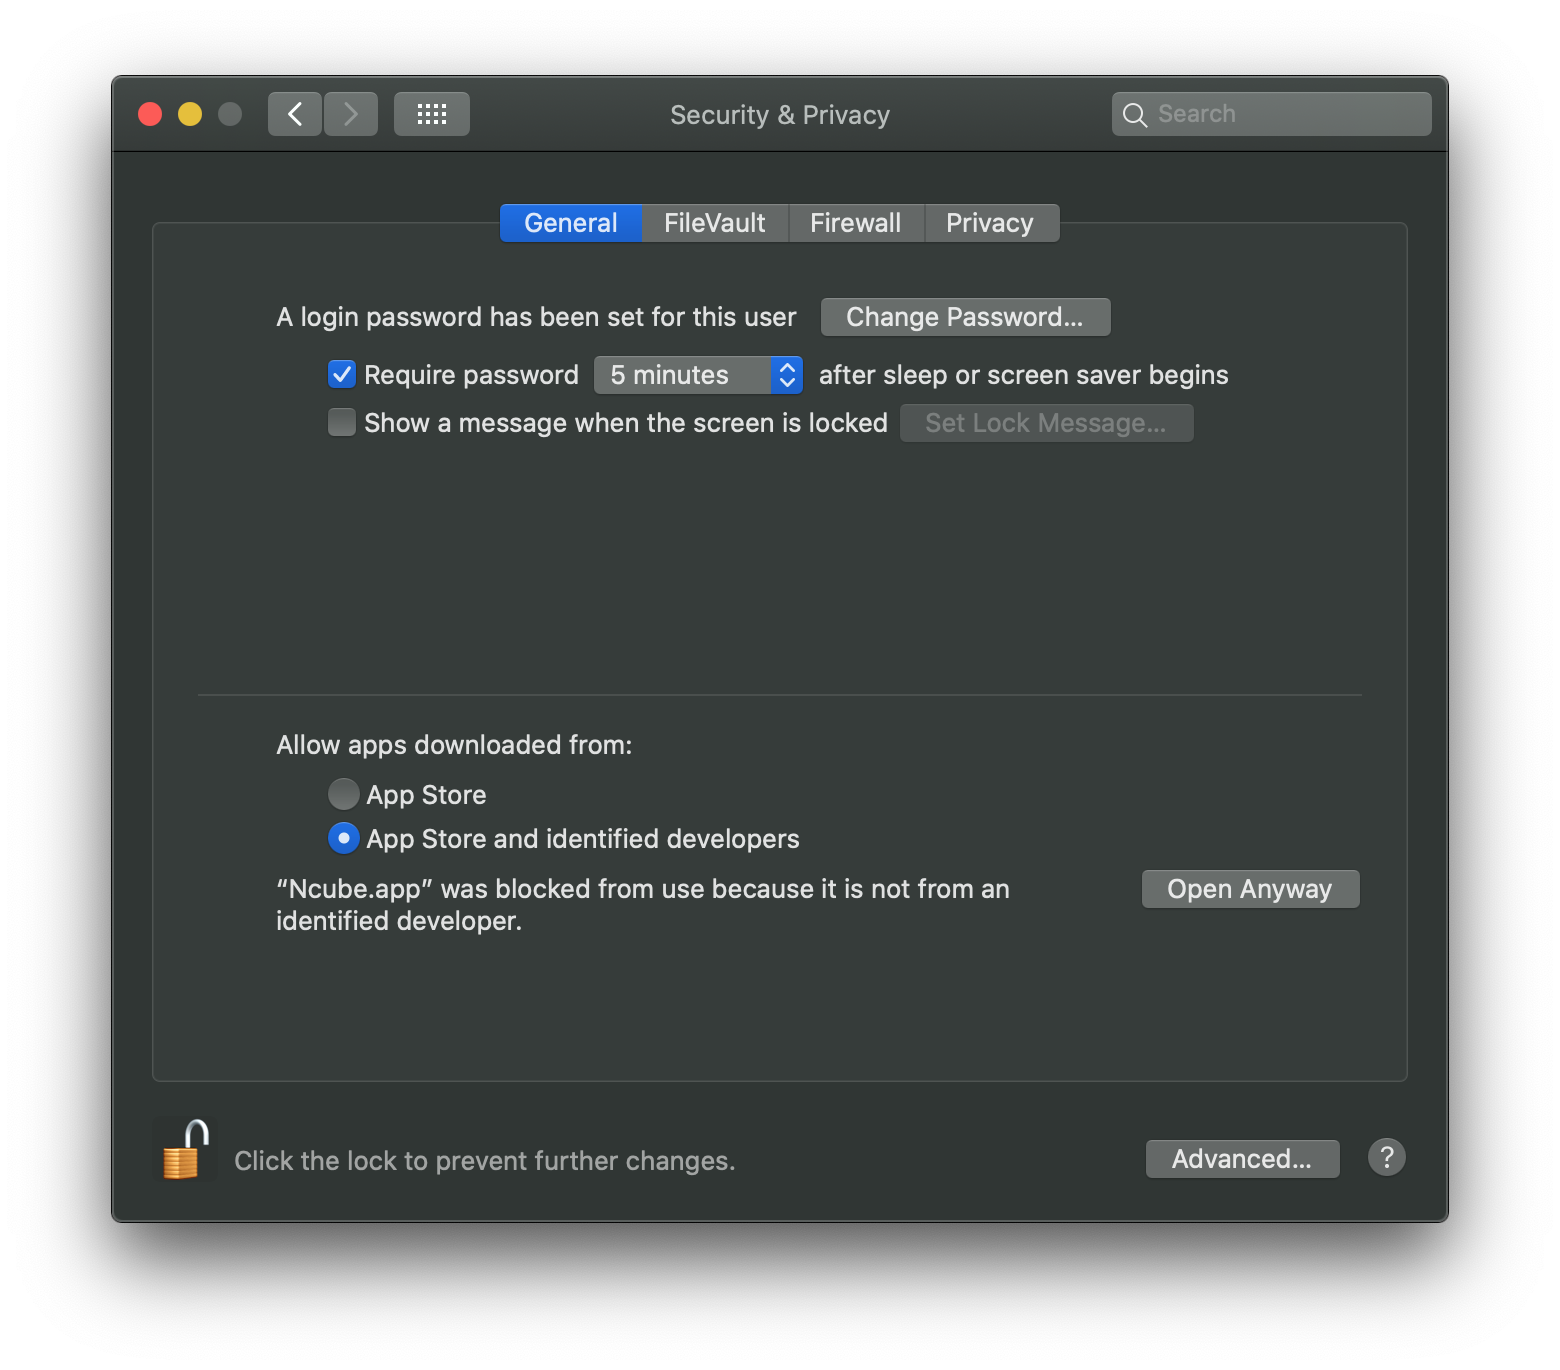 Security & Privacy
Search
General
FileVault
Firewall
Privacy
A login password has been set for this user
Change Password...
Require password
5 minutes
after sleep or screen saver begins
Show a message when the screen is locked
Set Lock Message...
Allow apps downloaded from:
App Store
App Store and identified developers
“Ncube.app” was blocked from use because it is not from an
identified developer.
Open Anyway
Click the lock to prevent further changes.
Advanced...
?